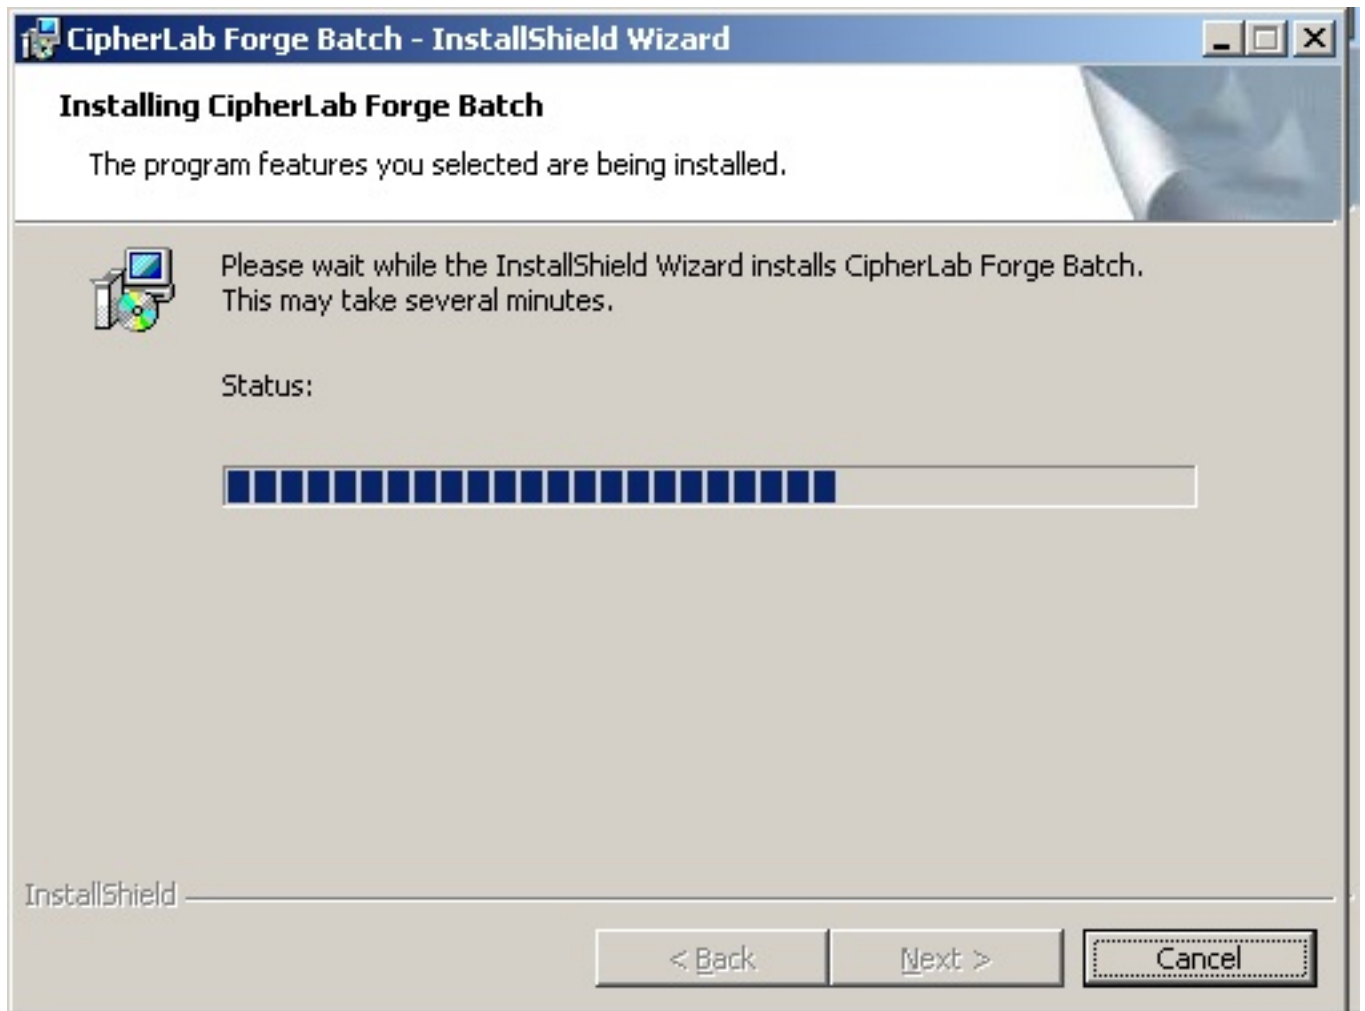 CipherLab Forge Batch - InstallShield Wizard
Installing CipherLab Forge Batch
The program features you selected are being installed.
Please wait while the InstallShield Wizard installs CipherLab Forge Batch.
This may take several minutes.
Status:
InstallShield
< Back
Next >
Cancel